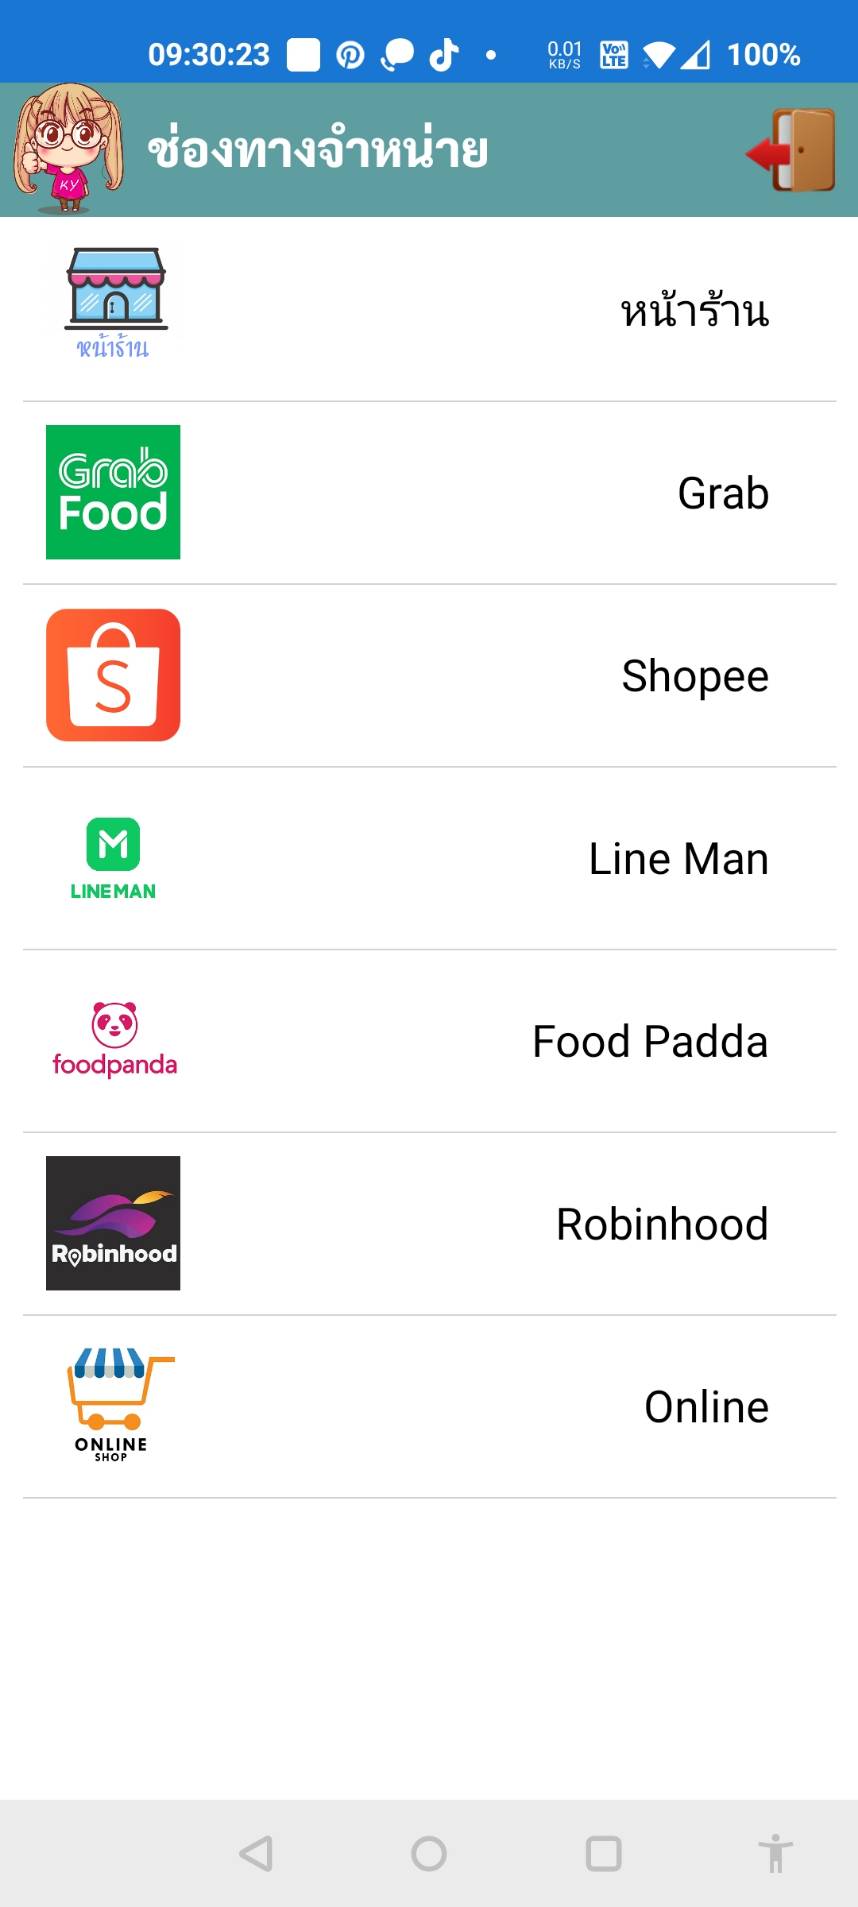 09:30:23 0.01 KB/S Vo LTE 100%
KY
ช่องทางจำหน่าย
หน้าร้าน
หน้าร้าน
Grab
Food
Grab
S
Shopee
M
LINEMAN
Line Man
foodpanda
Food Padda
Robinhood
Robinhood
ONLINE
SHOP
Online